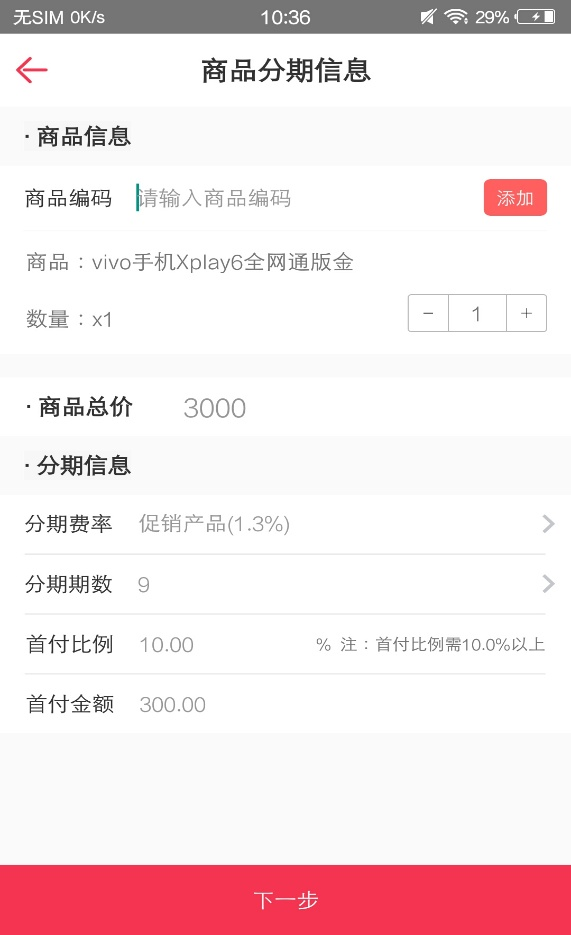 无SIM 0K/s 10:36 29%
商品分期信息
· 商品信息
商品编码 请输入商品编码 添加
商品：vivo手机Xplay6全网通版金
数量：x1 − 1 +
· 商品总价 3000
· 分期信息
分期费率 促销产品(1.3%)
分期期数 9
首付比例 10.00 % 注：首付比例需10.0%以上
首付金额 300.00
下一步